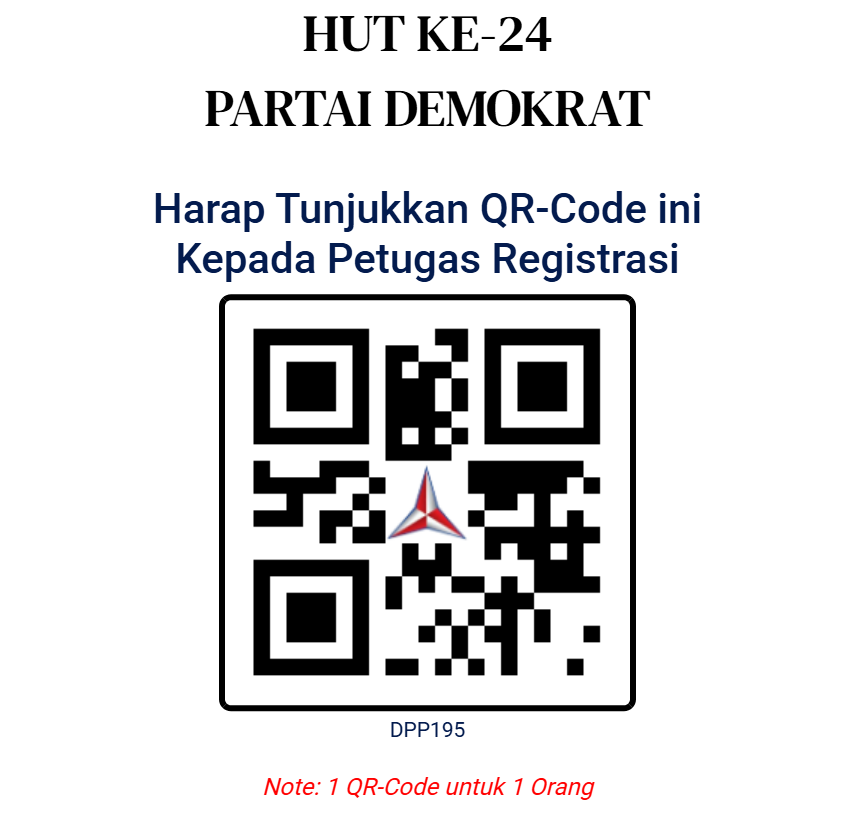 HUT KE-24
PARTAI DEMOKRAT
Harap Tunjukkan QR-Code ini
Kepada Petugas Registrasi
DPP195
Note: 1 QR-Code untuk 1 Orang